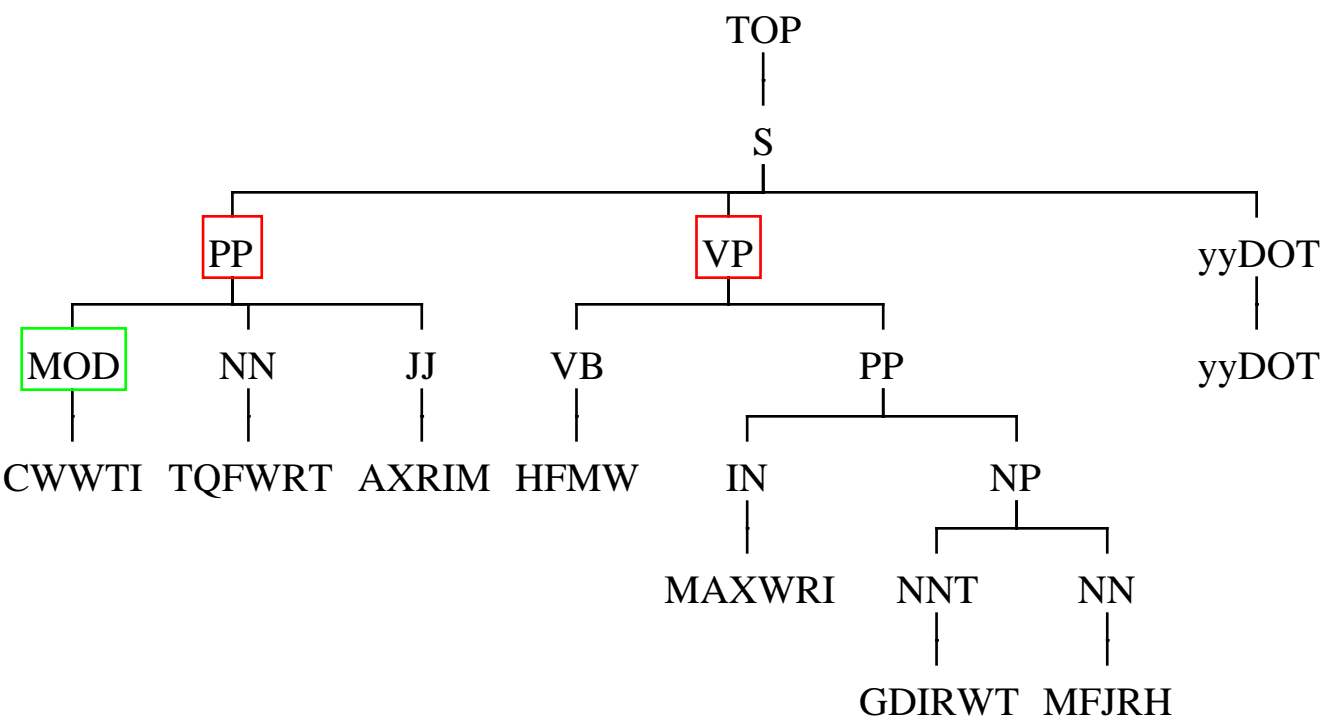 TOP
S
PP VP yyDOT
MOD NN JJ VB PP yyDOT
CWWTI TQFWRT AXRIM HFMW IN NP
MAXWRI NNT NN
GDIRWT MFJRH